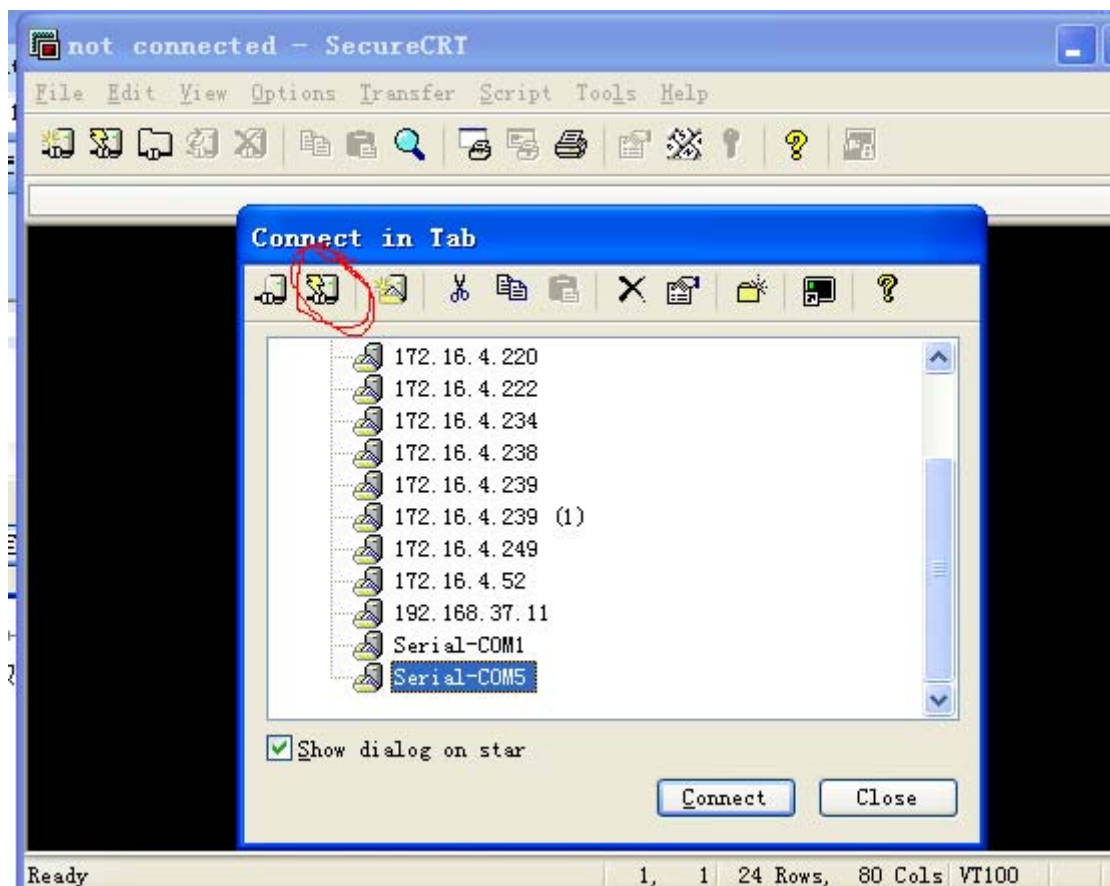 not connected - SecureCRT
File Edit View Options Transfer Script Tools Help
Connect in Tab
172.16.4.220
172.16.4.222
172.16.4.234
172.16.4.238
172.16.4.239
172.16.4.239 (1)
172.16.4.249
172.16.4.52
192.168.37.11
Serial-COM1
Serial-COM5
Show dialog on star
Connect Close
Ready 1, 1 24 Rows, 80 Cols VT100